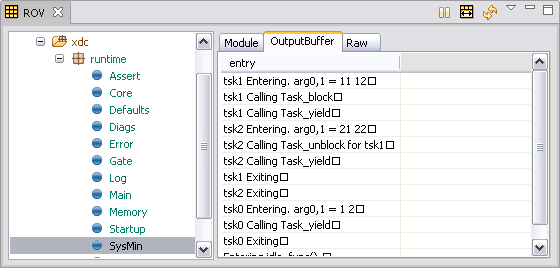 ROV
xdc
runtime
Assert
Core
Defaults
Diags
Error
Gate
Log
Main
Memory
Startup
SysMin
Module
OutputBuffer
Raw
entry
tsk1 Entering. arg0,1 = 11 12□
tsk1 Calling Task_block□
tsk1 Calling Task_yield□
tsk2 Entering. arg0,1 = 21 22□
tsk2 Calling Task_unblock for tsk1□
tsk2 Calling Task_yield□
tsk1 Exiting□
tsk2 Exiting□
tsk0 Entering. arg0,1 = 1 2□
tsk0 Calling Task_yield□
tsk0 Exiting□
Entering idle_func().□